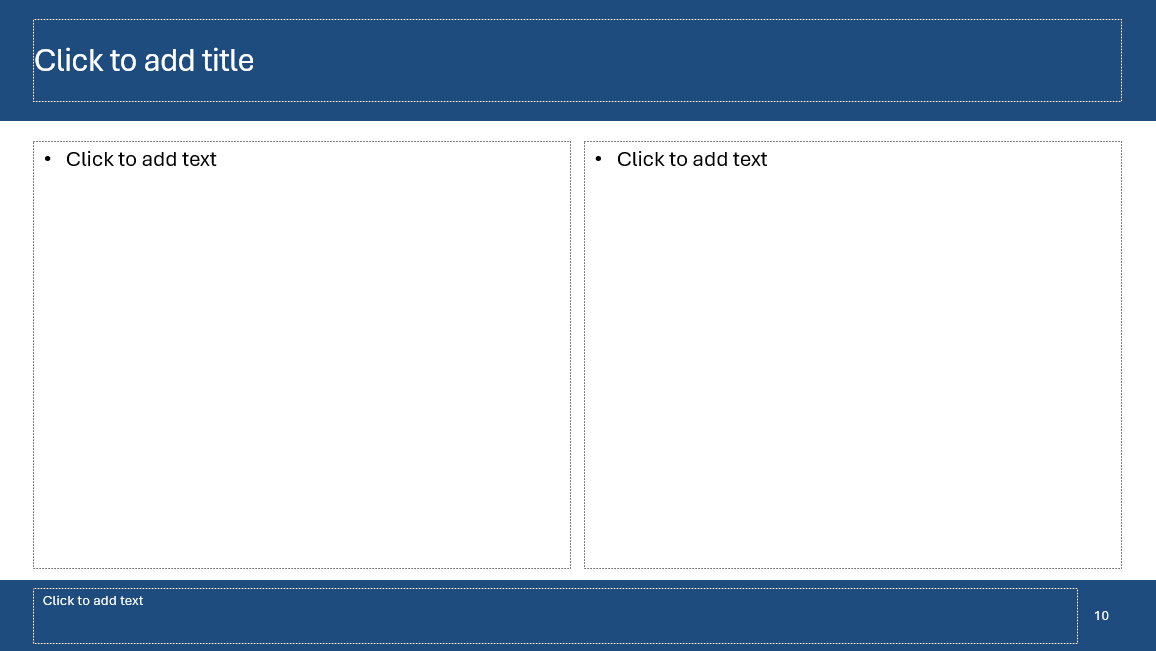 Click to add title
• Click to add text
• Click to add text
Click to add text
10